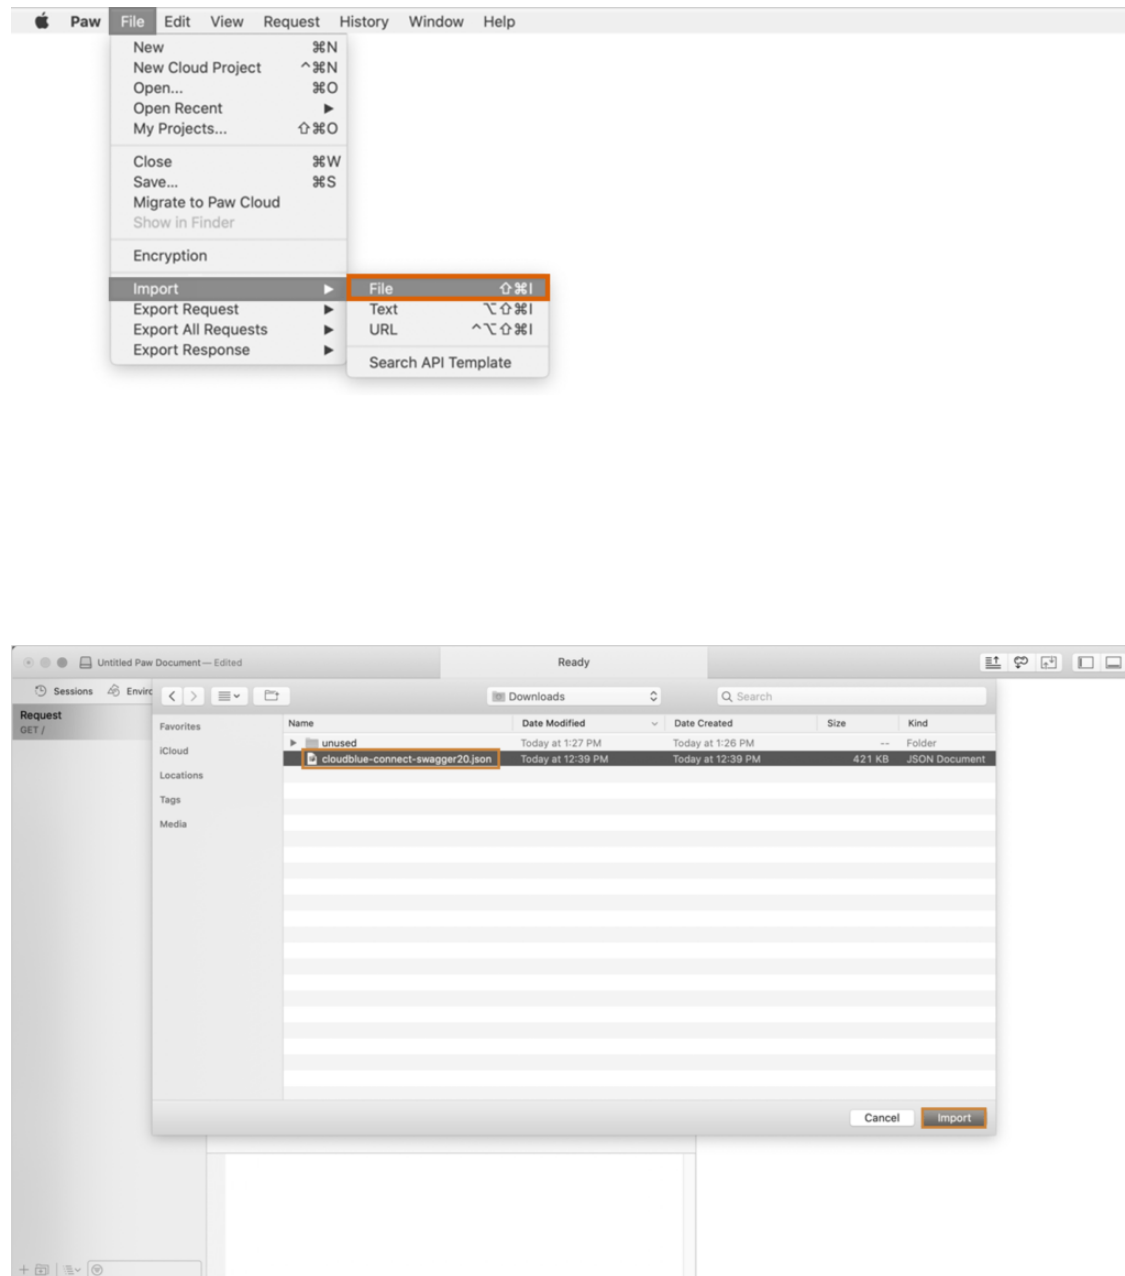 Paw File Edit View Request History Window Help
New ⌘N
New Cloud Project ^⌘N
Open... ⌘O
Open Recent ▶
My Projects... ⇧⌘O
Close ⌘W
Save... ⌘S
Migrate to Paw Cloud
Show in Finder
Encryption
Import ▶ File ⇧⌘I
Export Request ▶ Text ⌥⇧⌘I
Export All Requests ▶ URL ^⌥⇧⌘I
Export Response ▶
Search API Template
Untitled Paw Document — Edited Ready
Sessions Enviro Downloads Search
Request
GET /
Favorites Name Date Modified Date Created Size Kind
unused Today at 1:27 PM Today at 1:26 PM -- Folder
iCloud
cloudblue-connect-swagger20.json Today at 12:39 PM Today at 12:39 PM 421 KB JSON Document
Locations
Tags
Media
Cancel Import